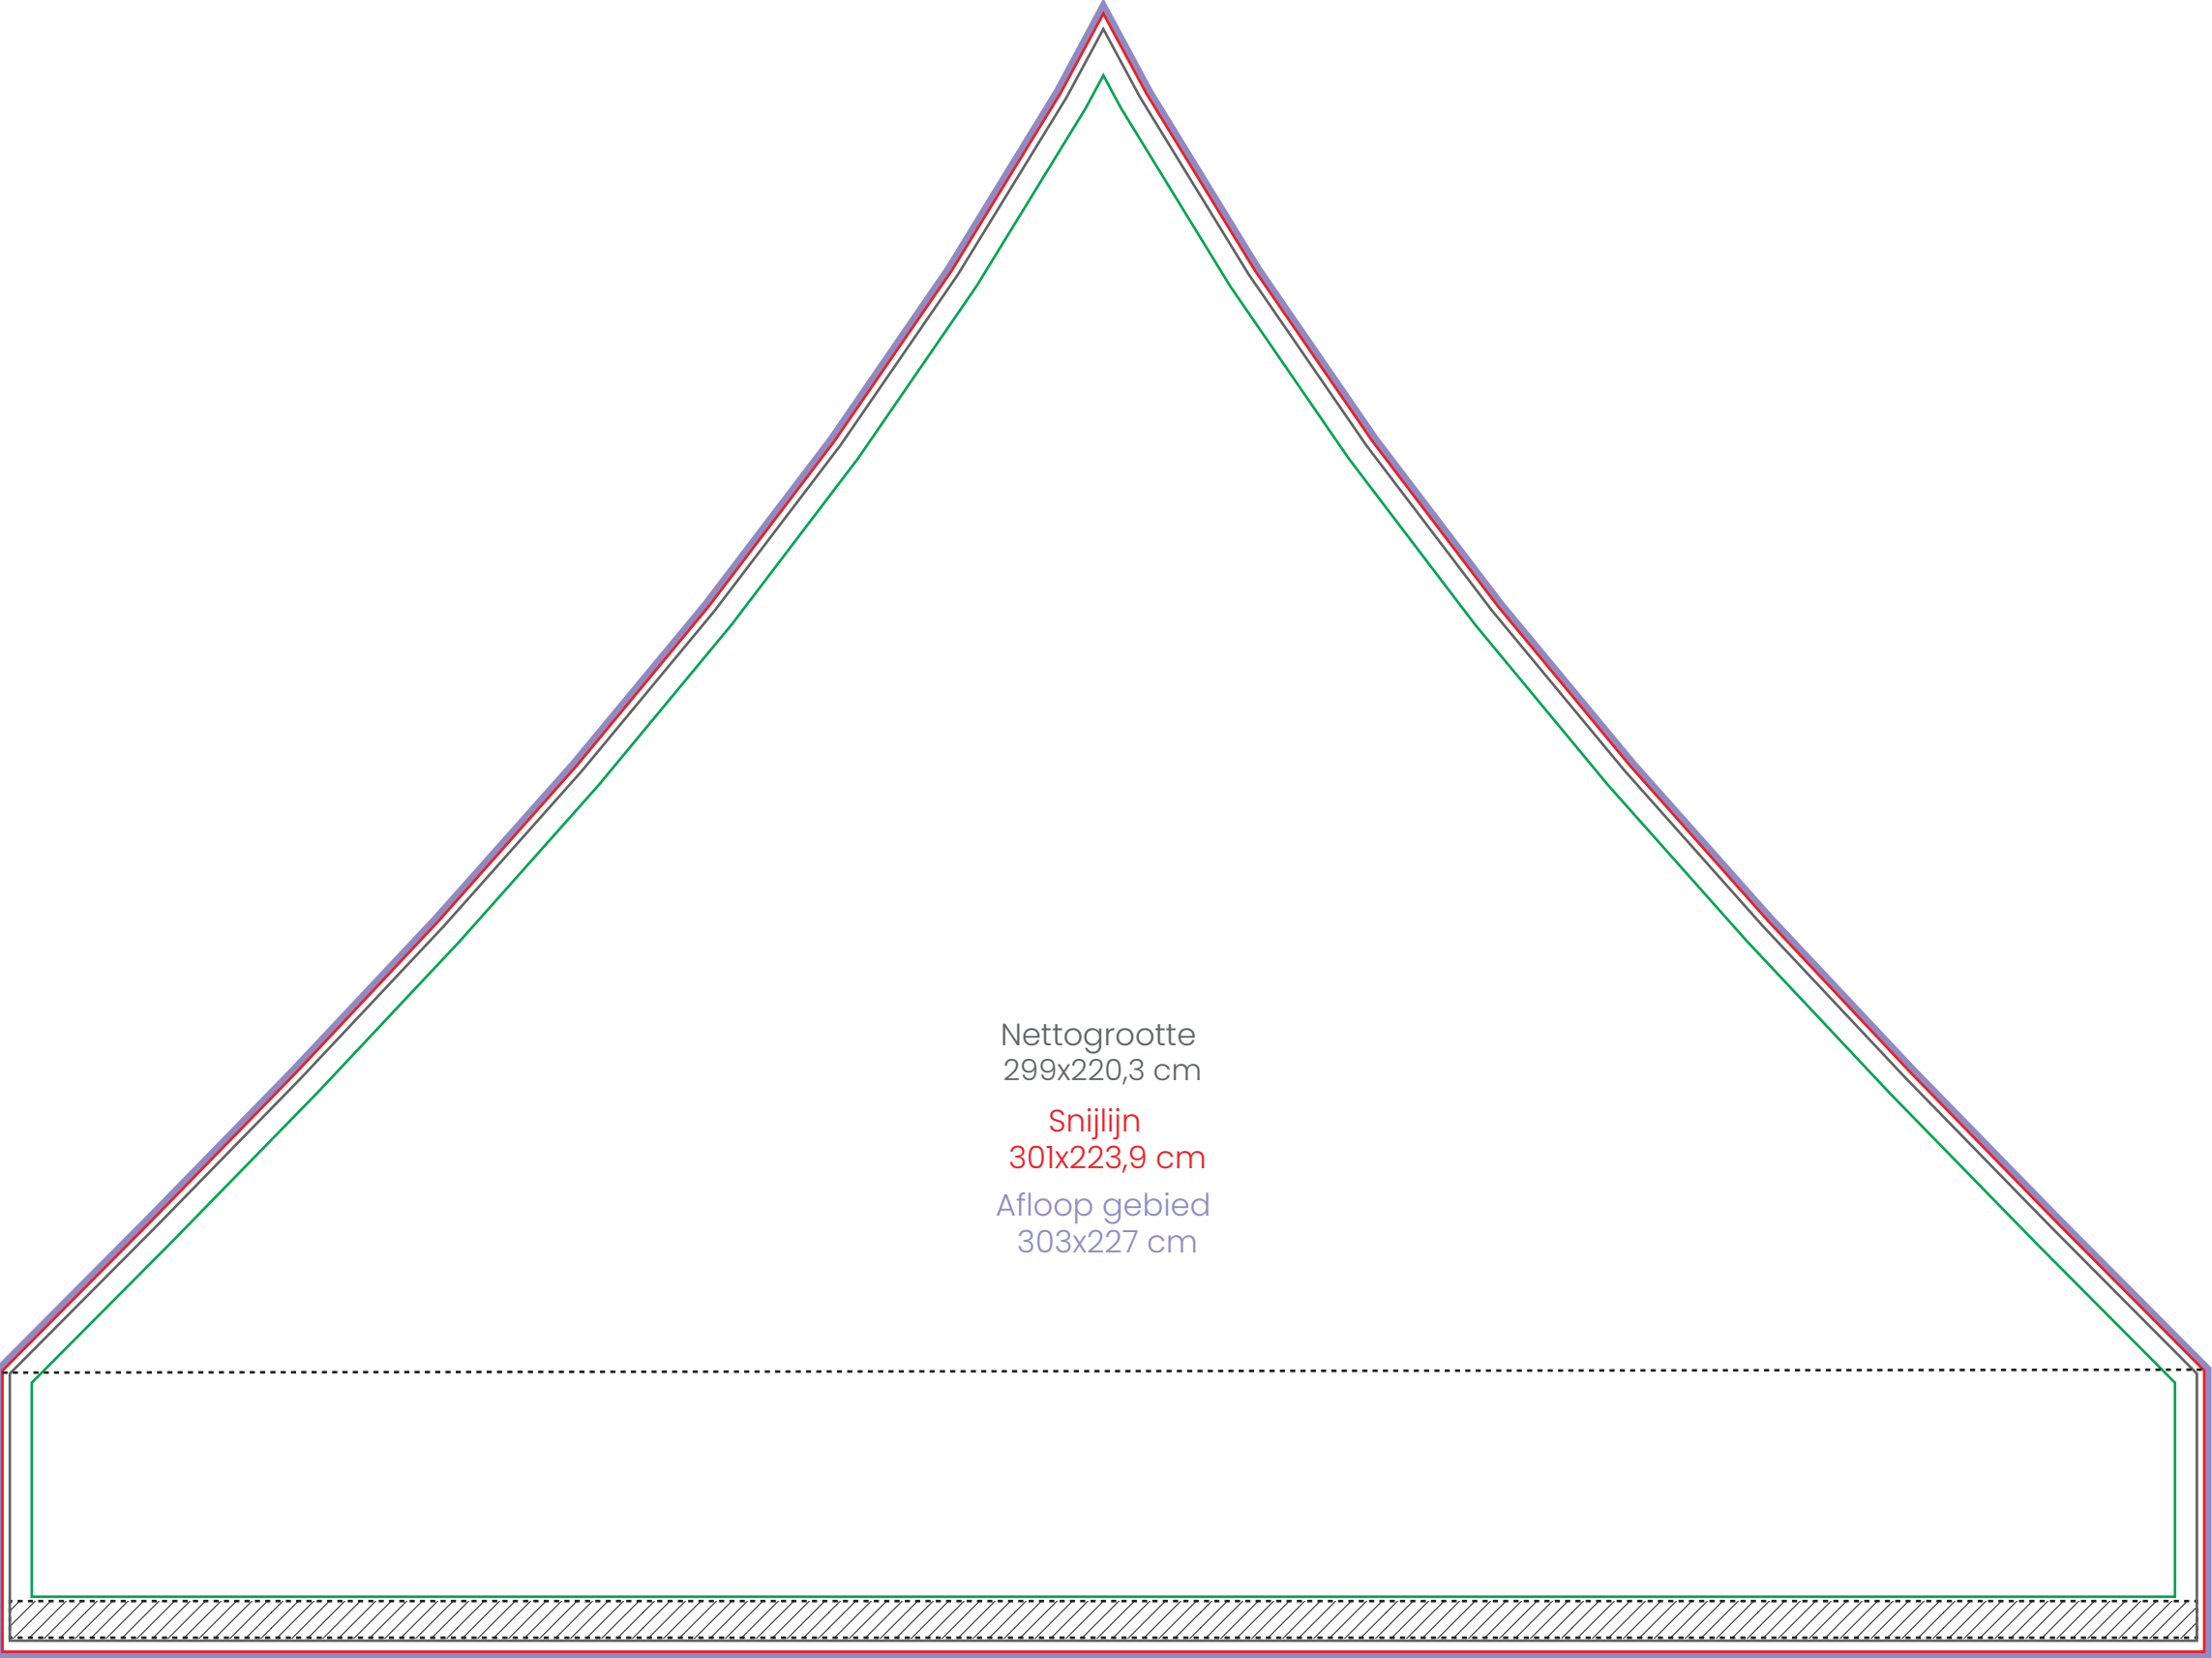 Nettogrootte
299x220,3 cm
Snijlijn
301x223,9 cm
Afloop gebied
303x227 cm